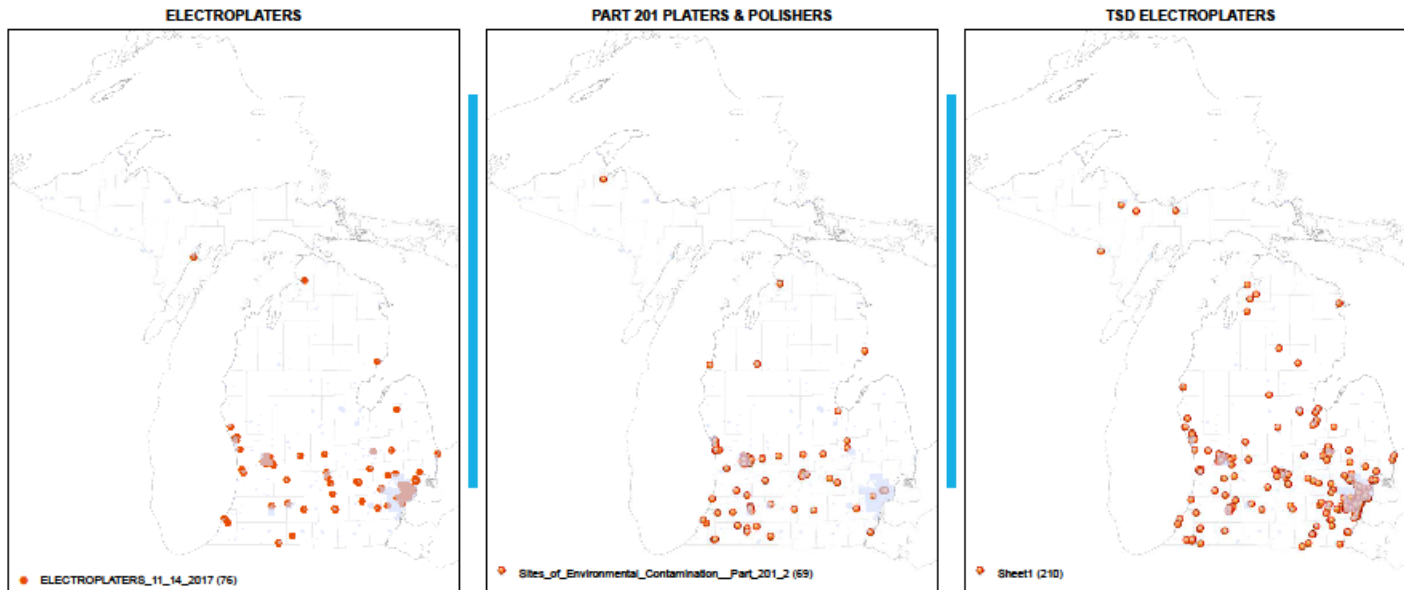 ELECTROPLATERS
PART 201 PLATERS & POLISHERS
TSD ELECTROPLATERS
ELECTROPLATERS_11_14_2017 (76)
Sites_of_Environmental_Contamination__Part_201_2 (69)
Sheet1 (210)